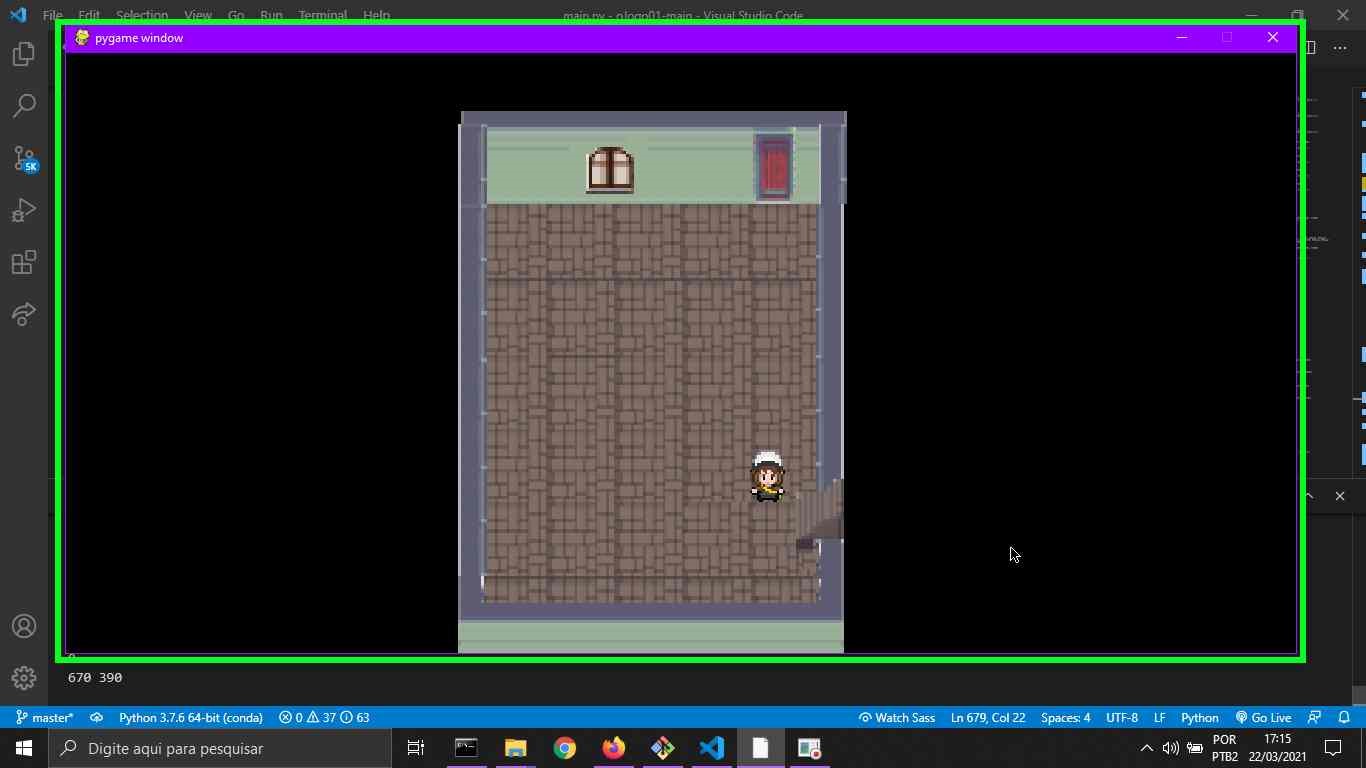 File Edit Selection View Go Run Terminal Help main.py - ologo01-main - Visual Studio Code
pygame window
5K
670 390
master* Python 3.7.6 64-bit (conda) 0 37 63 Watch Sass Ln 679, Col 22 Spaces: 4 UTF-8 LF Python Go Live
Digite aqui para pesquisar
POR
PTB2
17:15
22/03/2021